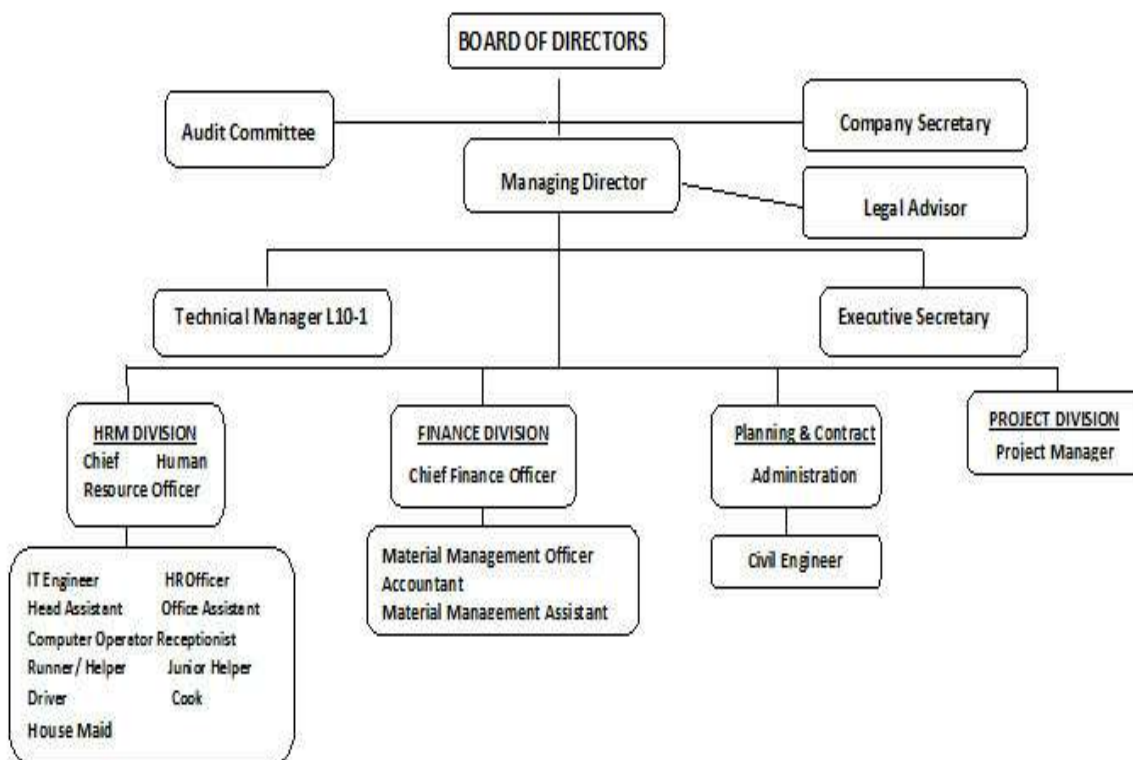 BOARD OF DIRECTORS
Audit Committee
Company Secretary
Managing Director
Legal Advisor
Technical Manager L10-1
Executive Secretary
HRM DIVISION
Chief Human
Resource Officer
FINANCE DIVISION
Chief Finance Officer
Planning & Contract
Administration
PROJECT DIVISION
Project Manager
IT Engineer HR Officer
Head Assistant Office Assistant
Computer Operator Receptionist
Runner/ Helper Junior Helper
Driver Cook
House Maid
Material Management Officer
Accountant
Material Management Assistant
Civil Engineer